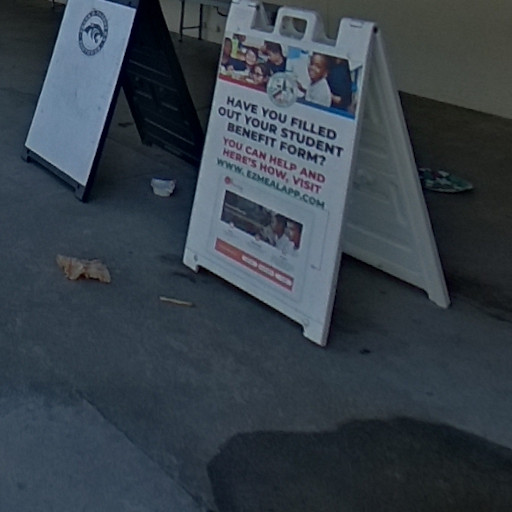 HAVE YOU FILLED
OUT YOUR STUDENT
BENEFIT FORM?
YOU CAN HELP AND
HERE'S HOW, VISIT
WWW.EZMEALAPP.COM